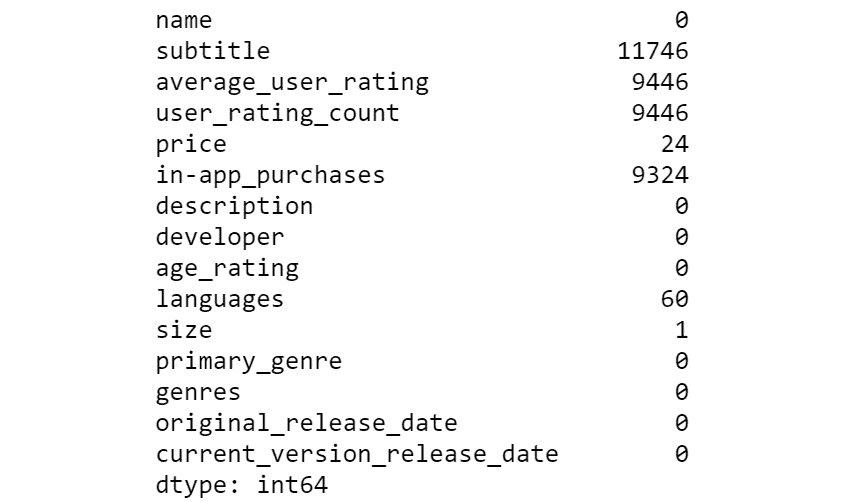 name 0
subtitle 11746
average_user_rating 9446
user_rating_count 9446
price 24
in-app_purchases 9324
description 0
developer 0
age_rating 0
languages 60
size 1
primary_genre 0
genres 0
original_release_date 0
current_version_release_date 0
dtype: int64